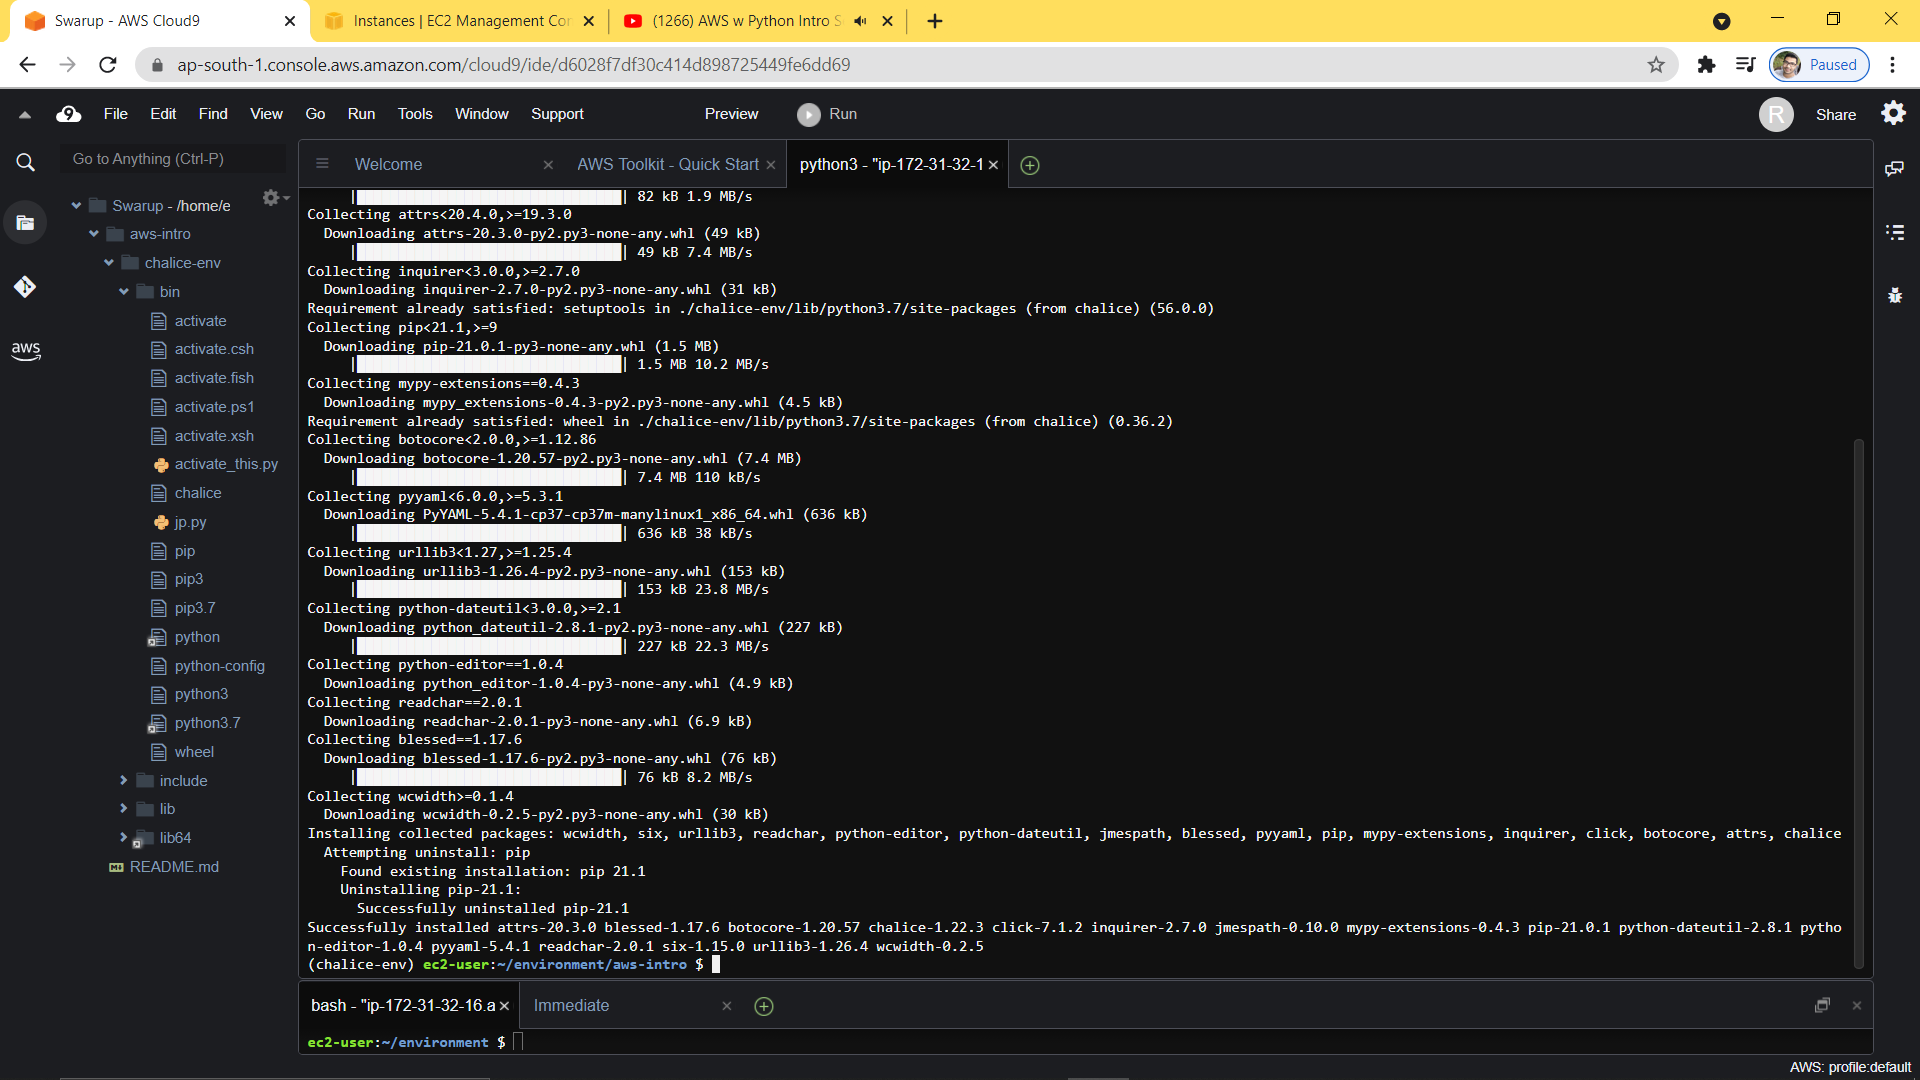 Swarup - AWS Cloud9
Instances | EC2 Management Con
(1266) AWS w Python Intro S
ap-south-1.console.aws.amazon.com/cloud9/ide/d6028f7df30c414d898725449fe6dd69
Paused
9 File Edit Find View Go Run Tools Window Support Preview Run
R Share
Go to Anything (Ctrl-P)
Swarup - /home/e
aws-intro
chalice-env
bin
activate
activate.csh
activate.fish
activate.ps1
activate.xsh
activate_this.py
chalice
jp.py
pip
pip3
pip3.7
python
python-config
python3
python3.7
wheel
include
lib
lib64
README.md
aws
Welcome
AWS Toolkit - Quick Start
python3 - "ip-172-31-32-1
| 82 kB 1.9 MB/s
Collecting attrs<20.4.0,>=19.3.0
Downloading attrs-20.3.0-py2.py3-none-any.whl (49 kB)
| 49 kB 7.4 MB/s
Collecting inquirer<3.0.0,>=2.7.0
Downloading inquirer-2.7.0-py2.py3-none-any.whl (31 kB)
Requirement already satisfied: setuptools in ./chalice-env/lib/python3.7/site-packages (from chalice) (56.0.0)
Collecting pip<21.1,>=9
Downloading pip-21.0.1-py3-none-any.whl (1.5 MB)
| 1.5 MB 10.2 MB/s
Collecting mypy-extensions==0.4.3
Downloading mypy_extensions-0.4.3-py2.py3-none-any.whl (4.5 kB)
Requirement already satisfied: wheel in ./chalice-env/lib/python3.7/site-packages (from chalice) (0.36.2)
Collecting botocore<2.0.0,>=1.12.86
Downloading botocore-1.20.57-py2.py3-none-any.whl (7.4 MB)
| 7.4 MB 110 kB/s
Collecting pyyaml<6.0.0,>=5.3.1
Downloading PyYAML-5.4.1-cp37-cp37m-manylinux1_x86_64.whl (636 kB)
| 636 kB 38 kB/s
Collecting urllib3<1.27,>=1.25.4
Downloading urllib3-1.26.4-py2.py3-none-any.whl (153 kB)
| 153 kB 23.8 MB/s
Collecting python-dateutil<3.0.0,>=2.1
Downloading python_dateutil-2.8.1-py2.py3-none-any.whl (227 kB)
| 227 kB 22.3 MB/s
Collecting python-editor==1.0.4
Downloading python_editor-1.0.4-py3-none-any.whl (4.9 kB)
Collecting readchar==2.0.1
Downloading readchar-2.0.1-py3-none-any.whl (6.9 kB)
Collecting blessed==1.17.6
Downloading blessed-1.17.6-py2.py3-none-any.whl (76 kB)
| 76 kB 8.2 MB/s
Collecting wcwidth>=0.1.4
Downloading wcwidth-0.2.5-py2.py3-none-any.whl (30 kB)
Installing collected packages: wcwidth, six, urllib3, readchar, python-editor, python-dateutil, jmespath, blessed, pyyaml, pip, mypy-extensions, inquirer, click, botocore, attrs, chalice
Attempting uninstall: pip
Found existing installation: pip 21.1
Uninstalling pip-21.1:
Successfully uninstalled pip-21.1
Successfully installed attrs-20.3.0 blessed-1.17.6 botocore-1.20.57 chalice-1.22.3 click-7.1.2 inquirer-2.7.0 jmespath-0.10.0 mypy-extensions-0.4.3 pip-21.0.1 python-dateutil-2.8.1 pytho
n-editor-1.0.4 pyyaml-5.4.1 readchar-2.0.1 six-1.15.0 urllib3-1.26.4 wcwidth-0.2.5
(chalice-env) ec2-user:~/environment/aws-intro $
bash - "ip-172-31-32-16.a
Immediate
ec2-user:~/environment $
AWS: profile:default